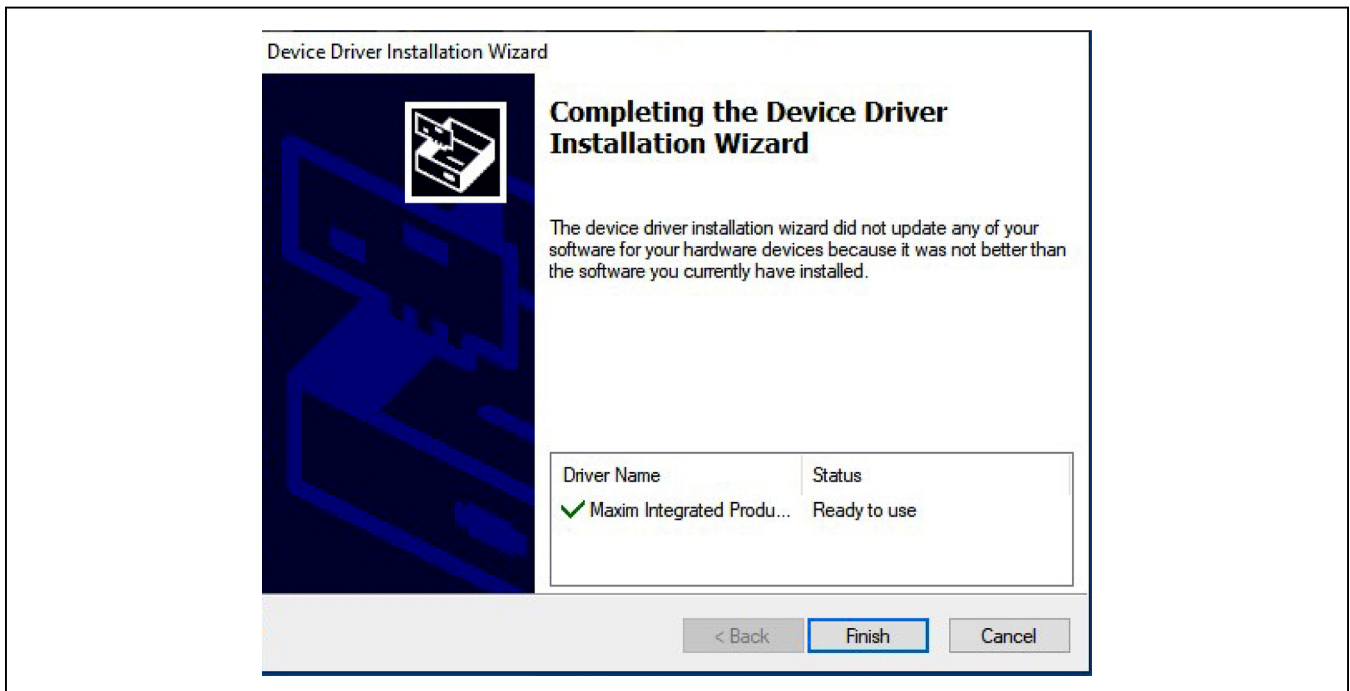 Device Driver Installation Wizard
Completing the Device Driver
Installation Wizard
The device driver installation wizard did not update any of your
software for your hardware devices because it was not better than
the software you currently have installed.
Driver Name Status
Maxim Integrated Produ... Ready to use
< Back Finish Cancel